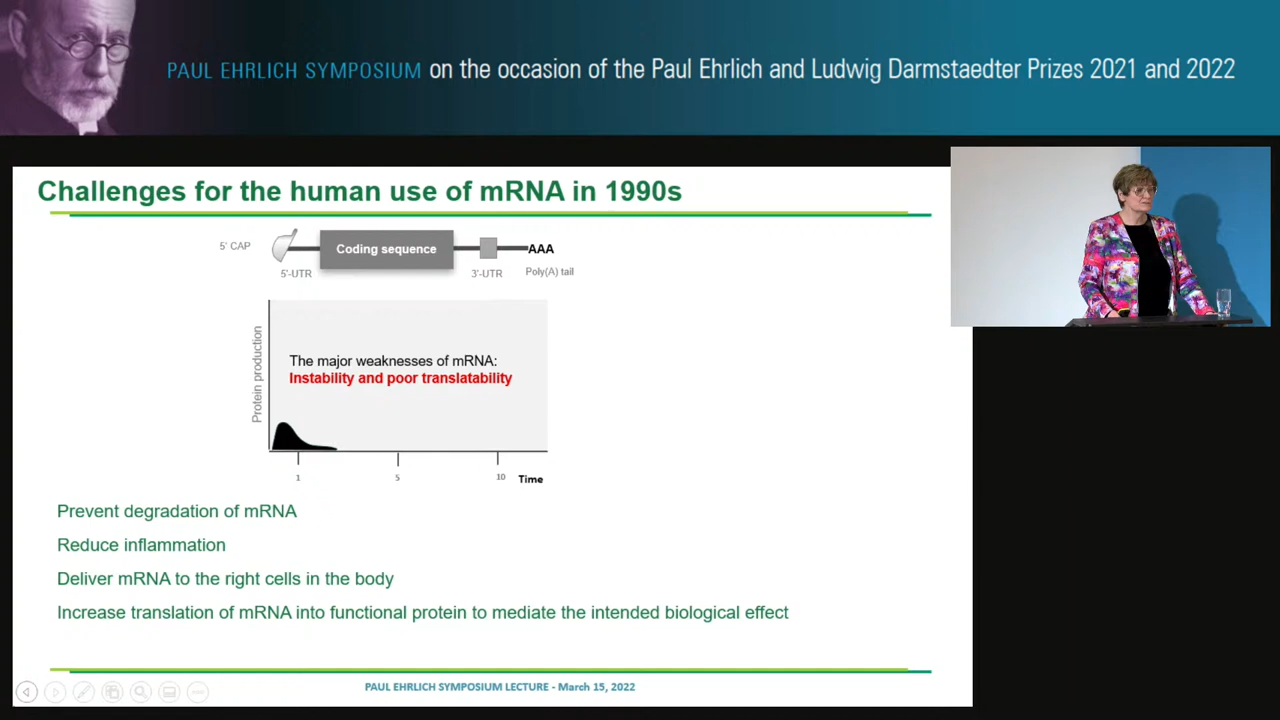 PAUL EHRLICH SYMPOSIUM on the occasion of the Paul Ehrlich and Ludwig Darmstaedter Prizes 2021 and 2022
Challenges for the human use of mRNA in 1990s
5' CAP
Coding sequence
AAA
5'-UTR
3'-UTR
Poly(A) tail
Protein production
The major weaknesses of mRNA:
Instability and poor translatability
1
5
10
Time
Prevent degradation of mRNA
Reduce inflammation
Deliver mRNA to the right cells in the body
Increase translation of mRNA into functional protein to mediate the intended biological effect
PAUL EHRLICH SYMPOSIUM LECTURE - March 15, 2022